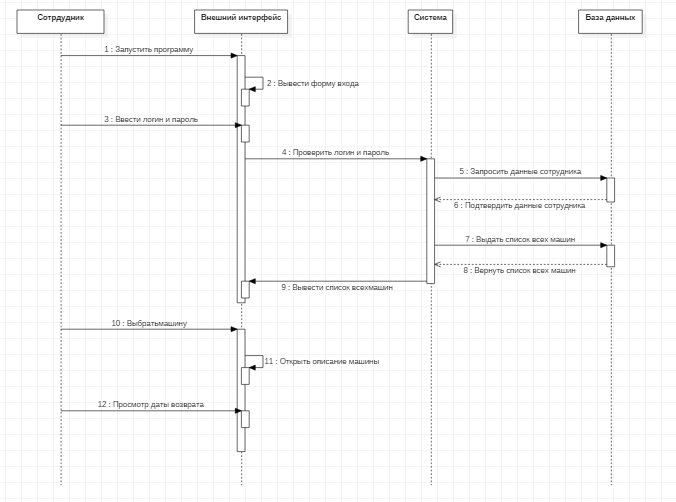 Сотрдудник
Внешний интерфейс
Система
База данных
1 : Запустить программу
2 : Вывести форму входа
3 : Ввести логин и пароль
4 : Проверить логин и пароль
5 : Запросить данные сотрудника
6 : Подтвердить данные сотрудника
7 : Выдать список всех машин
8 : Вернуть список всех машин
9 : Вывести список всехмашин
10 : Выбратьмашину
11 : Открыть описание машины
12 : Просмотр даты возврата